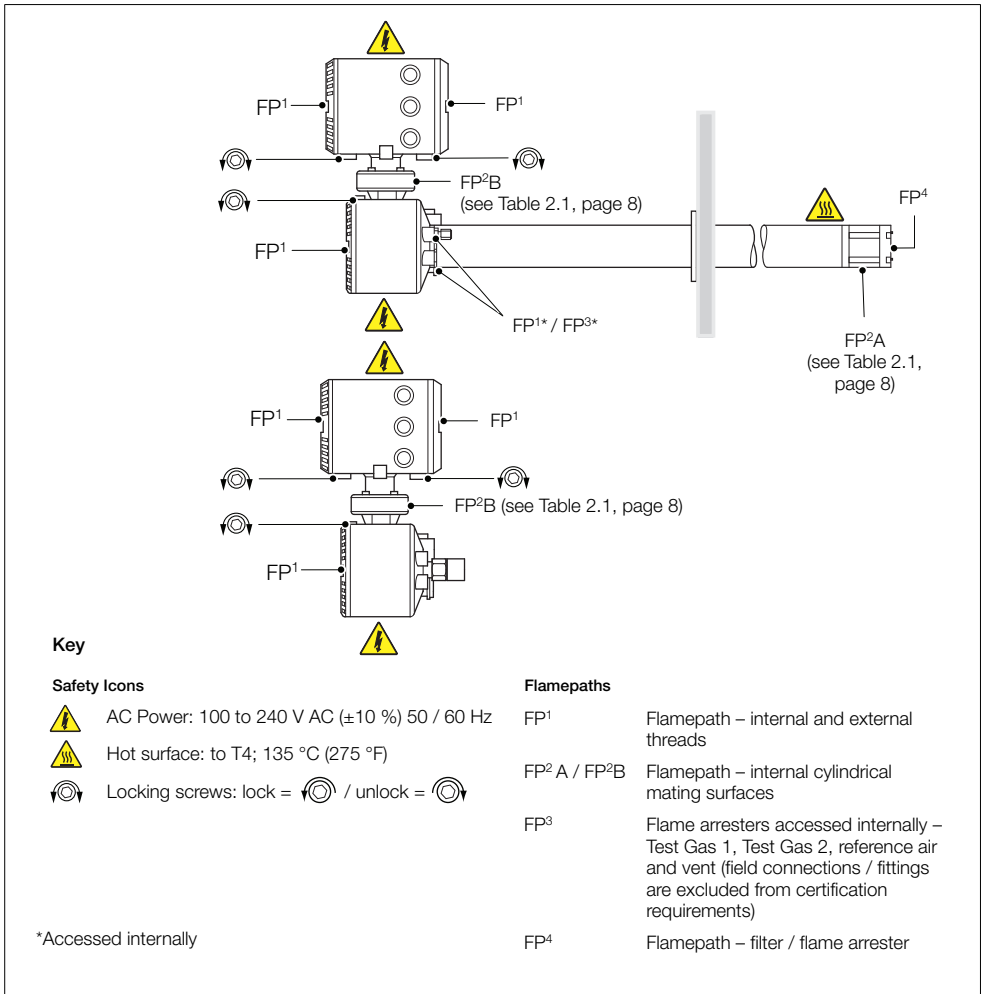 FP¹
FP¹
FP²B
(see Table 2.1, page 8)
FP⁴
FP¹
FP¹* / FP³*
FP²A
(see Table 2.1,
page 8)
FP¹
FP¹
FP²B (see Table 2.1, page 8)
FP¹
Key
Safety Icons
AC Power: 100 to 240 V AC (±10 %) 50 / 60 Hz
Hot surface: to T4; 135 °C (275 °F)
Locking screws: lock = / unlock =
*Accessed internally
Flamepaths
FP¹ Flamepath – internal and external
threads
FP² A / FP²B Flamepath – internal cylindrical
mating surfaces
FP³ Flame arresters accessed internally –
Test Gas 1, Test Gas 2, reference air
and vent (field connections / fittings
are excluded from certification
requirements)
FP⁴ Flamepath – filter / flame arrester